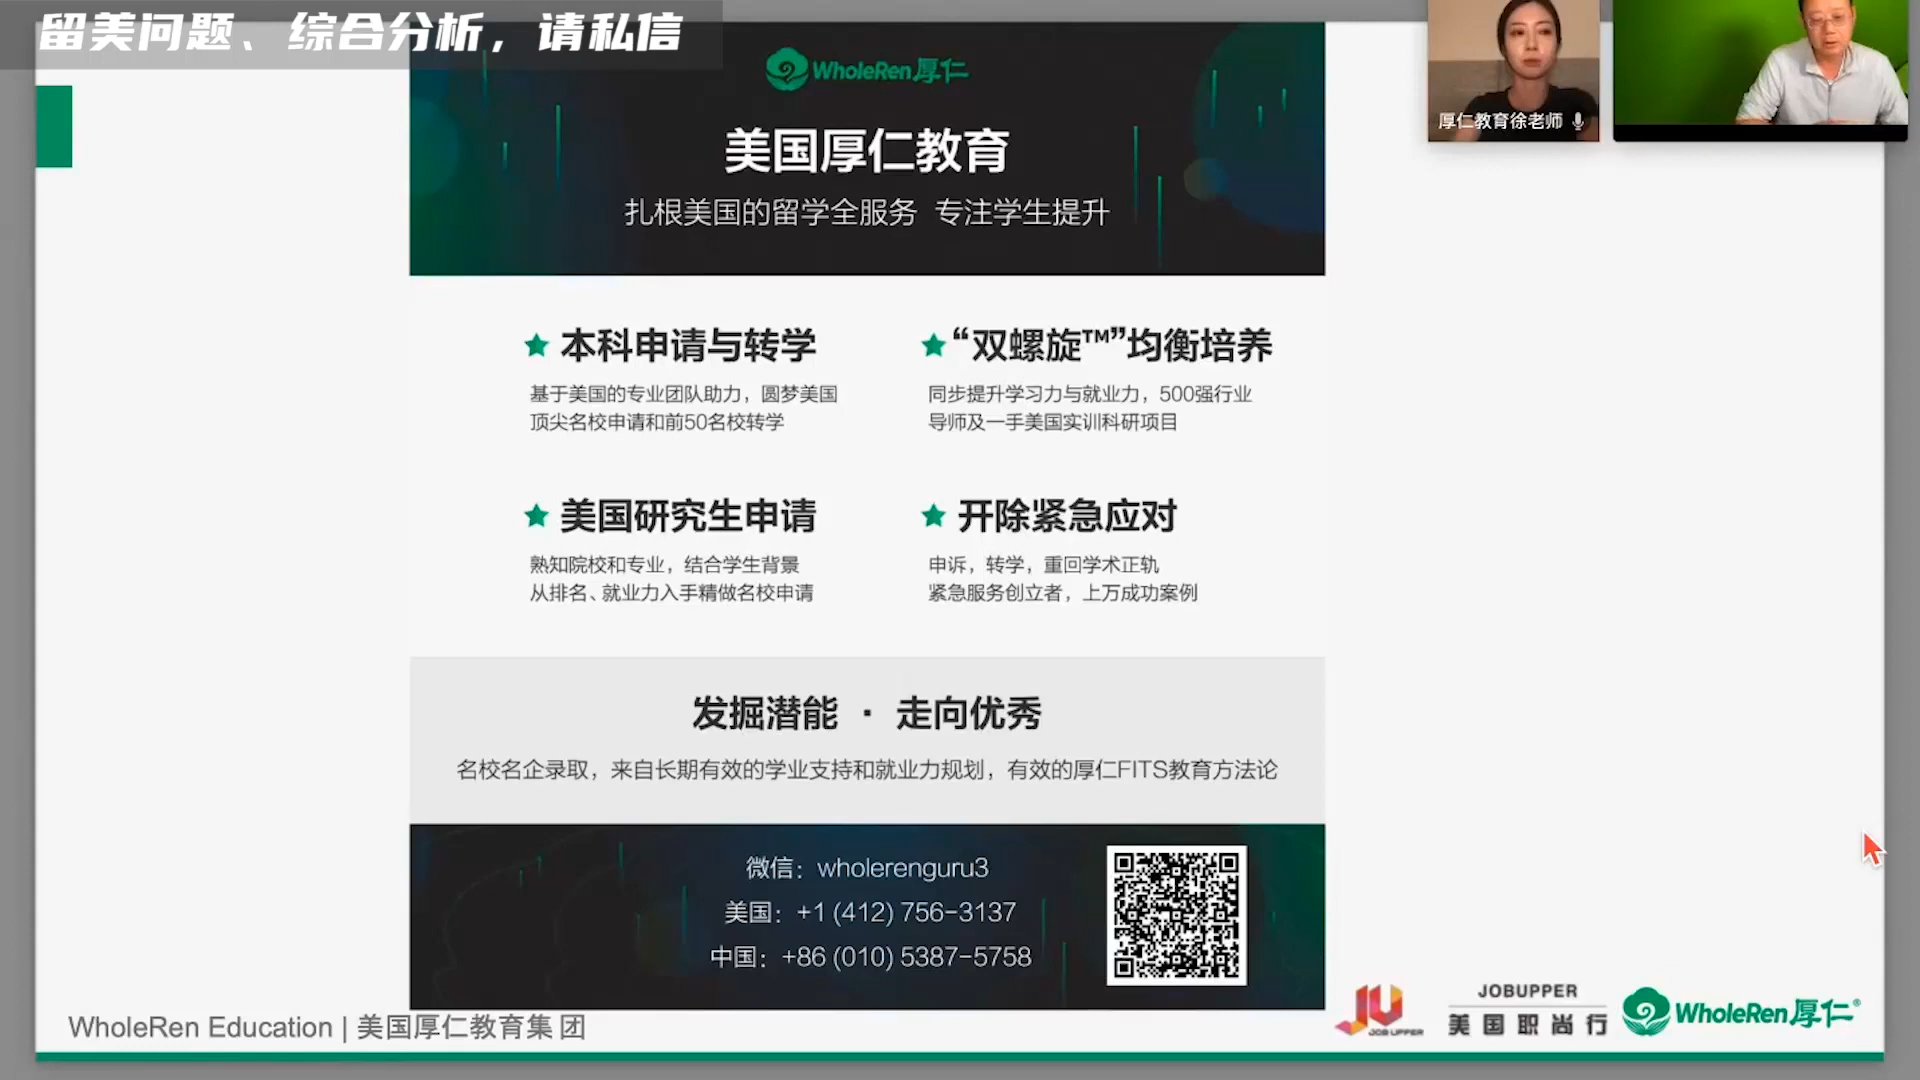 留美问题、综合分析，请私信
WholeRen厚仁
美国厚仁教育
扎根美国的留学全服务 专注学生提升
厚仁教育徐老师
本科申请与转学
基于美国的专业团队助力，圆梦美国
顶尖名校申请和前50名校转学
“双螺旋™”均衡培养
同步提升学习力与就业力，500强行业
导师及一手美国实训科研项目
美国研究生申请
熟知院校和专业，结合学生背景
从排名、就业力入手精做名校申请
开除紧急应对
申诉，转学，重回学术正轨
紧急服务创立者，上万成功案例
发掘潜能 · 走向优秀
名校名企录取，来自长期有效的学业支持和就业力规划，有效的厚仁FITS教育方法论
微信：wholerenguru3
美国：+1 (412) 756-3137
中国：+86 (010) 5387-5758
WholeRen Education | 美国厚仁教育集团
JU
JOB UPPER
JOBUPPER
美国职尚行
WholeRen厚仁®